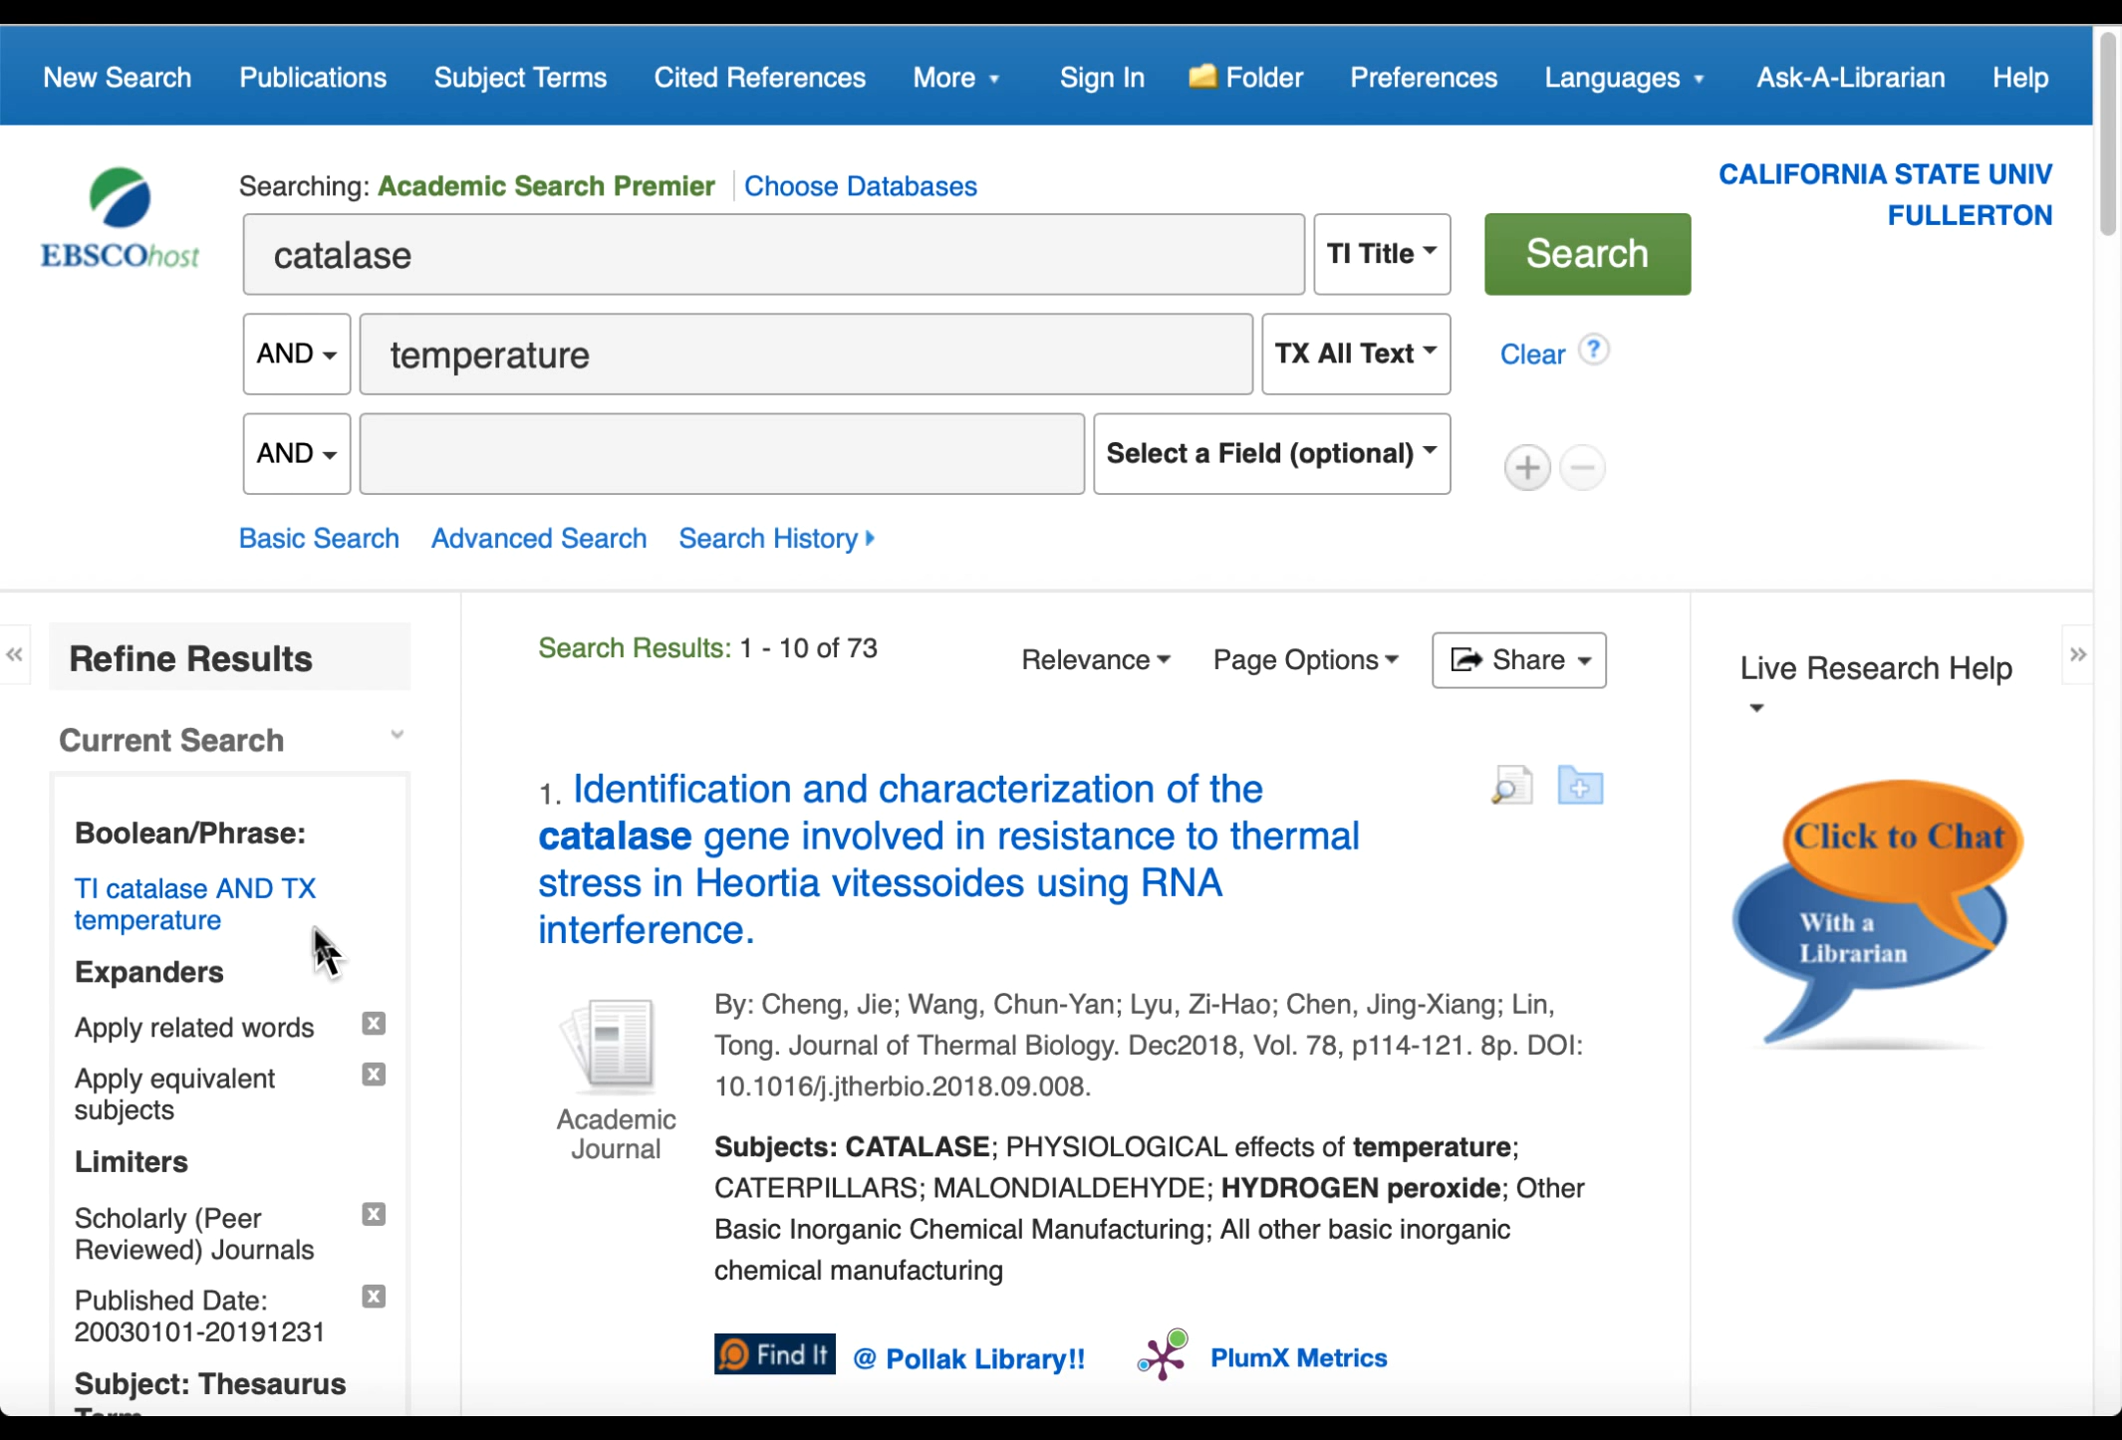 New Search Publications Subject Terms Cited References More Sign In Folder Preferences Languages Ask-A-Librarian Help
EBSCOhost
Searching: Academic Search Premier Choose Databases
CALIFORNIA STATE UNIV
FULLERTON
catalase TI Title Search
AND temperature TX All Text Clear ?
AND Select a Field (optional)
Basic Search Advanced Search Search History
« Refine Results
Current Search
Boolean/Phrase:
TI catalase AND TX
temperature
Expanders
Apply related words x
Apply equivalent x
subjects
Limiters
Scholarly (Peer x
Reviewed) Journals
Published Date: x
20030101-20191231
Subject: Thesaurus
Term
Search Results: 1 - 10 of 73 Relevance Page Options Share
1. Identification and characterization of the
catalase gene involved in resistance to thermal
stress in Heortia vitessoides using RNA
interference.
Academic
Journal
By: Cheng, Jie; Wang, Chun-Yan; Lyu, Zi-Hao; Chen, Jing-Xiang; Lin,
Tong. Journal of Thermal Biology. Dec2018, Vol. 78, p114-121. 8p. DOI:
10.1016/j.jtherbio.2018.09.008.
Subjects: CATALASE; PHYSIOLOGICAL effects of temperature;
CATERPILLARS; MALONDIALDEHYDE; HYDROGEN peroxide; Other
Basic Inorganic Chemical Manufacturing; All other basic inorganic
chemical manufacturing
Find It @ Pollak Library!! PlumX Metrics
Live Research Help »
Click to Chat
With a
Librarian